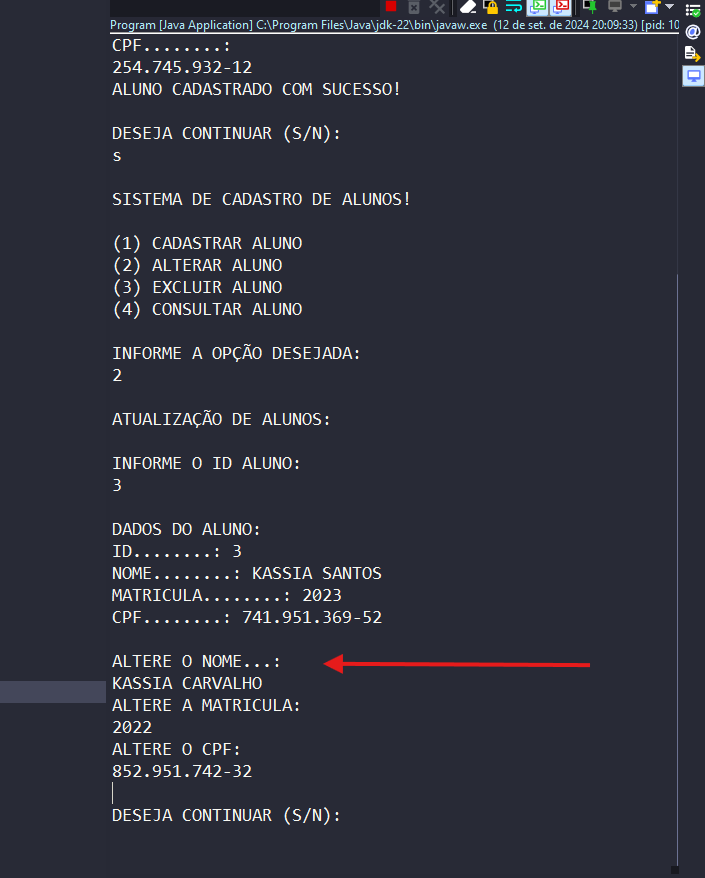 Program [Java Application] C:\Program Files\Java\jdk-22\bin\javaw.exe (12 de set. de 2024 20:09:33) [pid: 10
CPF........:
254.745.932-12
ALUNO CADASTRADO COM SUCESSO!
DESEJA CONTINUAR (S/N):
s
SISTEMA DE CADASTRO DE ALUNOS!
(1) CADASTRAR ALUNO
(2) ALTERAR ALUNO
(3) EXCLUIR ALUNO
(4) CONSULTAR ALUNO
INFORME A OPÇÃO DESEJADA:
2
ATUALIZAÇÃO DE ALUNOS:
INFORME O ID ALUNO:
3
DADOS DO ALUNO:
ID........: 3
NOME........: KASSIA SANTOS
MATRICULA........: 2023
CPF........: 741.951.369-52
ALTERE O NOME...:
KASSIA CARVALHO
ALTERE A MATRICULA:
2022
ALTERE O CPF:
852.951.742-32
DESEJA CONTINUAR (S/N):